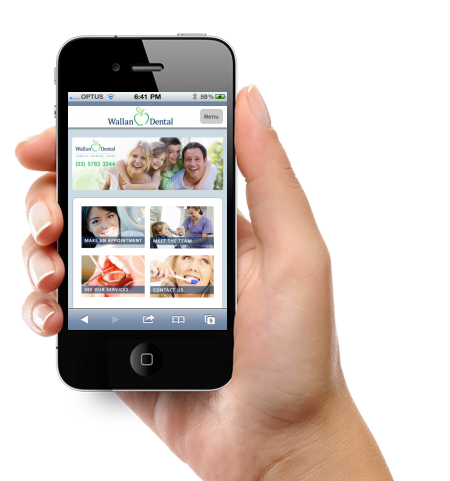 OPTUS 6:41 PM 59%
Wallan Dental Menu
Wallan Dental
FAMILY DENTAL CARE
(03) 5783 3344
MAKE AN APPOINTMENT MEET THE TEAM
SEE OUR SERVICES CONTACT US